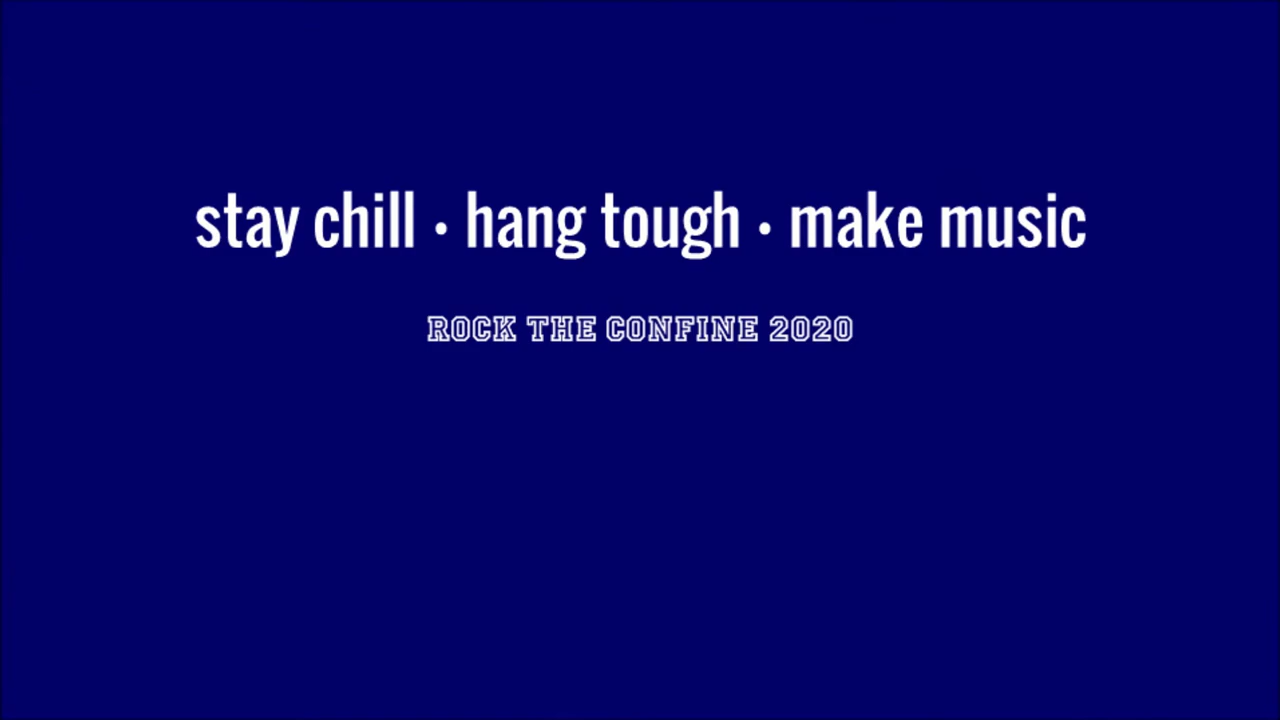 stay chill • hang tough • make music
ROCK THE CONFINE 2020